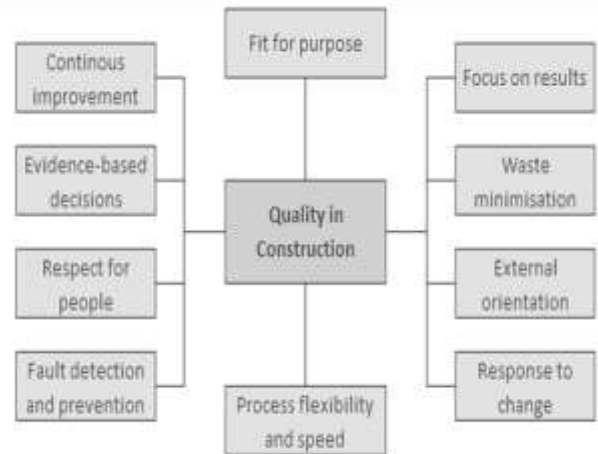 Fit for purpose
Continous
improvement
Evidence-based
decisions
Respect for
people
Fault detection
and prevention
Quality in
Construction
Process flexibility
and speed
Focus on results
Waste
minimisation
External
orientation
Response to
change